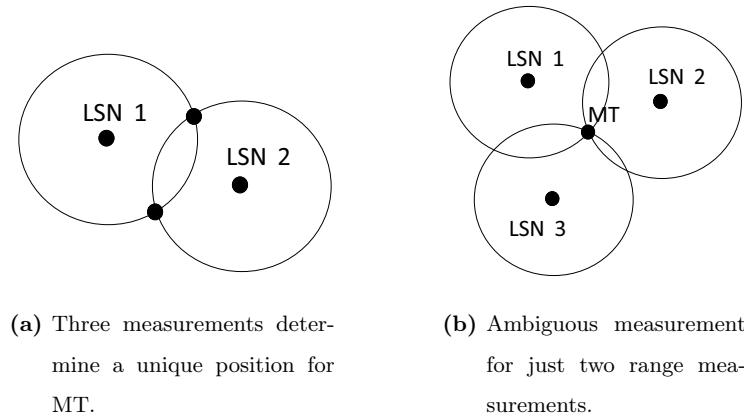 LSN 1
LSN 2
LSN 1
LSN 2
MT
LSN 3
(a) Three measurements deter-
mine a unique position for
MT.
(b) Ambiguous measurement
for just two range mea-
surements.